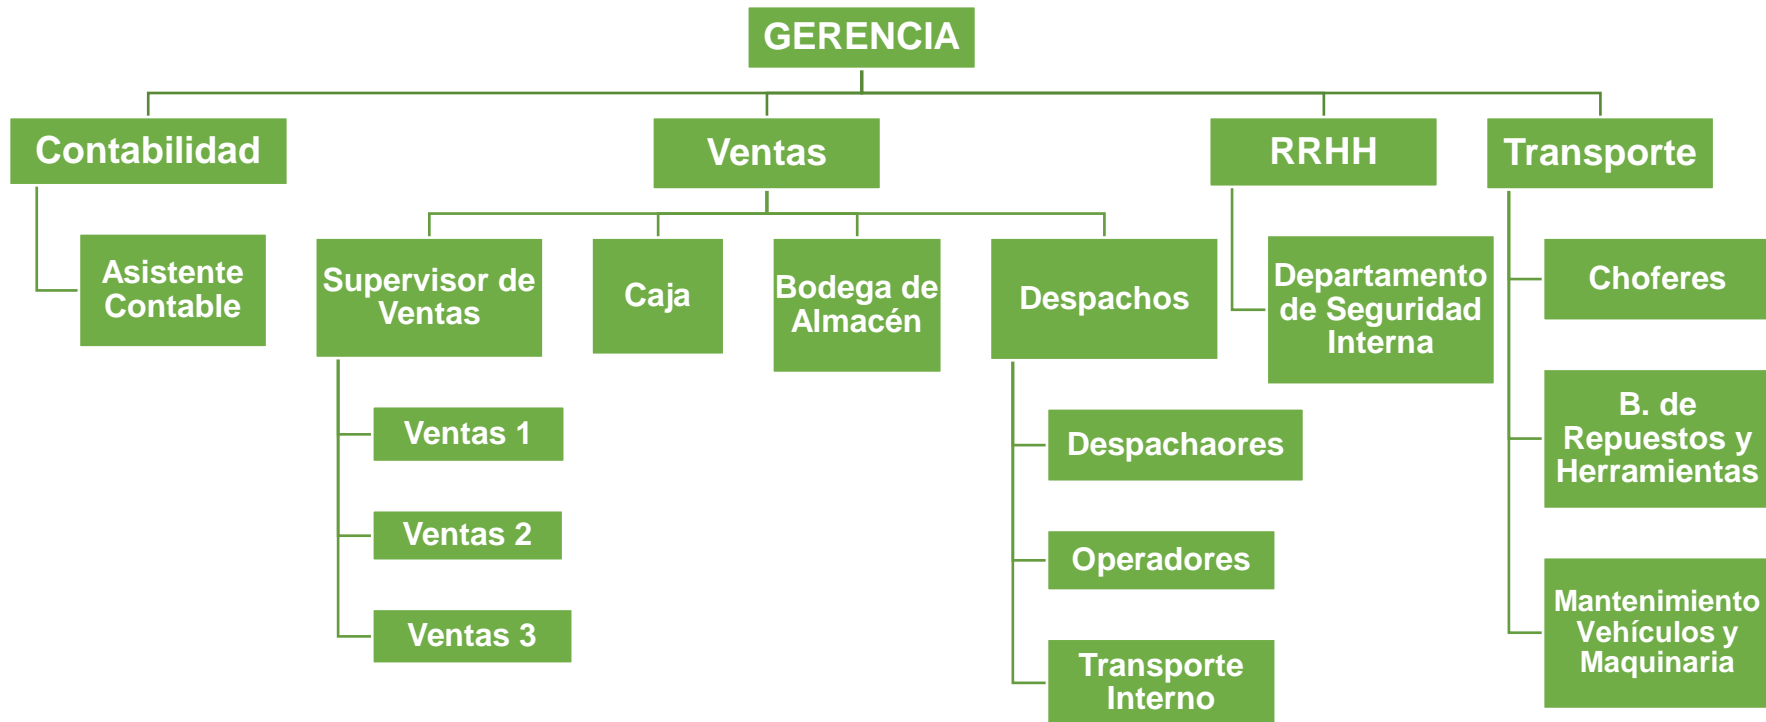 GERENCIA
Contabilidad
Ventas
RRHH
Transporte
Asistente
Contable
Supervisor de
Ventas
Caja
Bodega de
Almacén
Despachos
Departamento
de Seguridad
Interna
Choferes
Ventas 1
Ventas 2
Ventas 3
Despachaores
Operadores
Transporte
Interno
B. de
Repuestos y
Herramientas
Mantenimiento
Vehículos y
Maquinaria